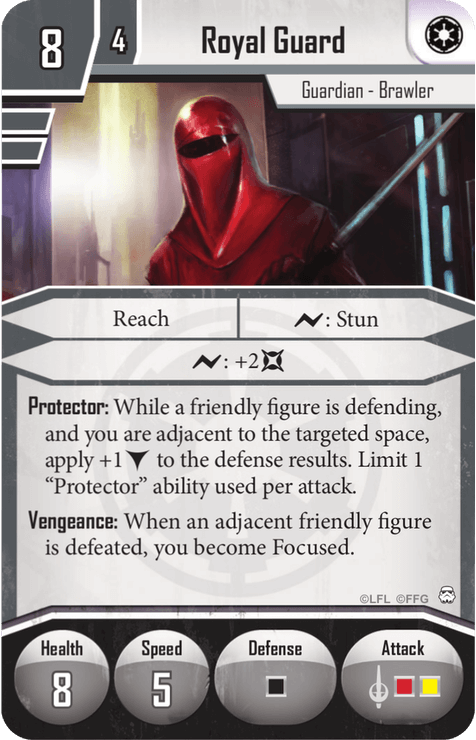 8
4
Royal Guard
Guardian - Brawler
Reach
: Stun
: +2
Protector: While a friendly figure is defending,
and you are adjacent to the targeted space,
apply +1 to the defense results. Limit 1
“Protector” ability used per attack.
Vengeance: When an adjacent friendly figure
is defeated, you become Focused.
©LFL ©FFG
Health Speed Defense Attack
8 5